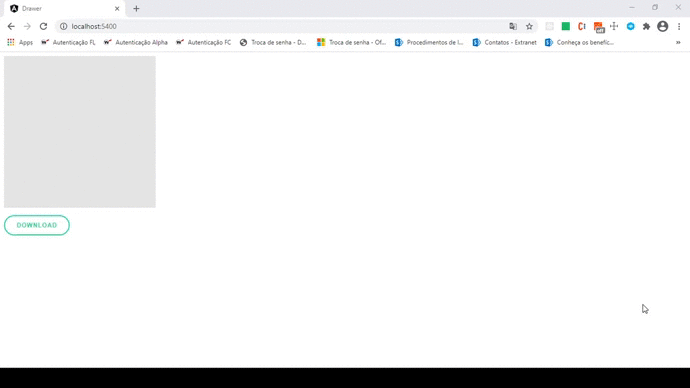 Drawer
localhost:5400
Apps Autenticação FL Autenticação Alpha Autenticação FC Troca de senha - D... Troca de senha - Of... Procedimentos de I... Contatos - Extranet Conheça os benefíc... »
DOWNLOAD